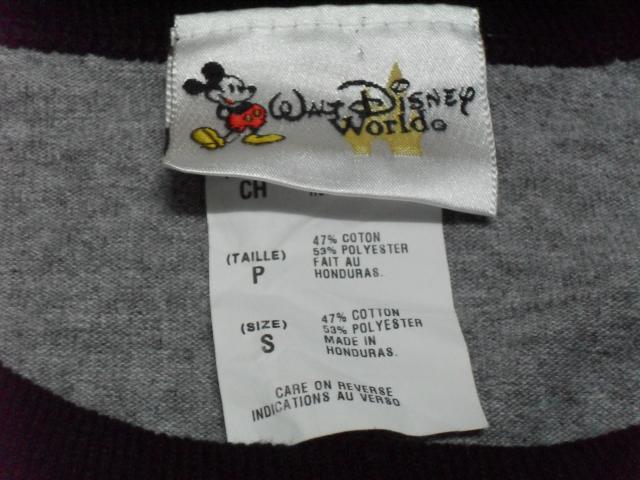 Walt Disney
World
CH
(TAILLE)
P
47% COTON
53% POLYESTER
FAIT AU
HONDURAS.
(SIZE)
S
47% COTTON
53% POLYESTER
MADE IN
HONDURAS.
CARE ON REVERSE
INDICATIONS AU VERSO